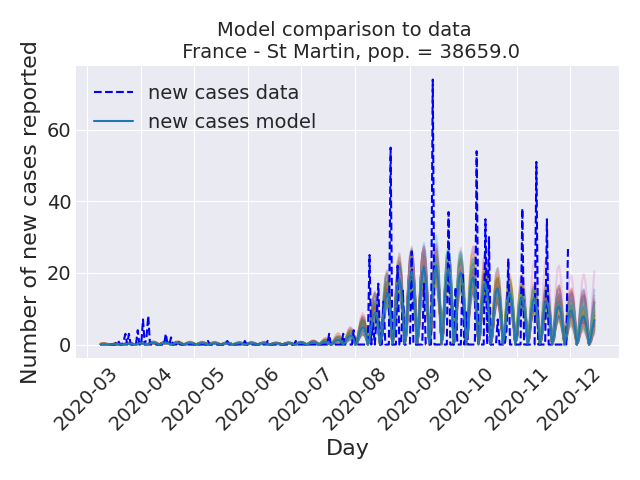 Model comparison to data
France - St Martin, pop. = 38659.0
new cases data
new cases model
Number of new cases reported
60
40
20
0
2020-03
2020-04
2020-05
2020-06
2020-07
2020-08
2020-09
2020-10
2020-11
2020-12
Day